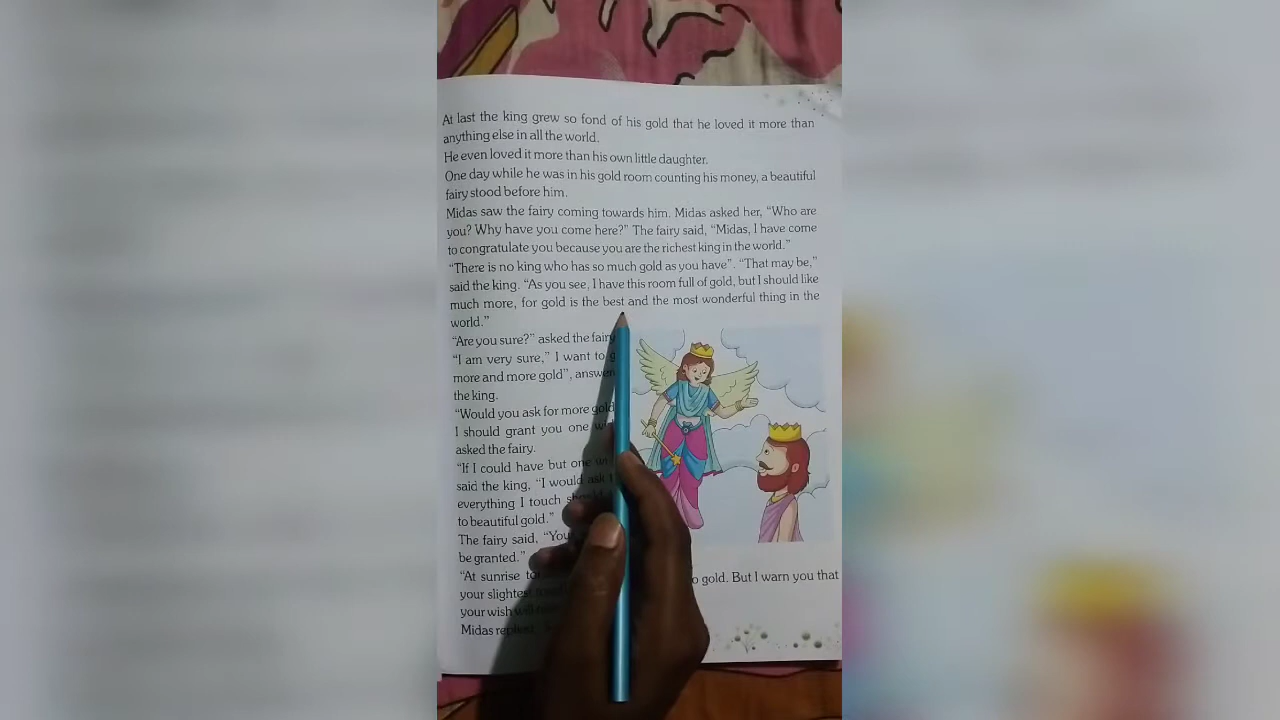 At last the king grew so fond of his gold that he loved it more than
anything else in all the world.
He even loved it more than his own little daughter.
One day while he was in his gold room counting his money, a beautiful
fairy stood before him.
Midas saw the fairy coming towards him. Midas asked her, “Who are
you? Why have you come here?” The fairy said, “Midas, I have come
to congratulate you because you are the richest king in the world.”
“There is no king who has so much gold as you have”. “That may be,”
said the king. “As you see, I have this room full of gold, but I should like
much more, for gold is the best and the most wonderful thing in the
world.”
“Are you sure?” asked the fairy
“I am very sure,” I want to
more and more gold”, answer
the king.
“Would you ask for more gold
I should grant you one
asked the fairy.
“If I could have but one
said the king, “I would ask
everything I touch should
to beautiful gold.”
The fairy said, “You
be granted.”
“At sunrise gold. But I warn you that
your slightest
your wish will
Midas replied,